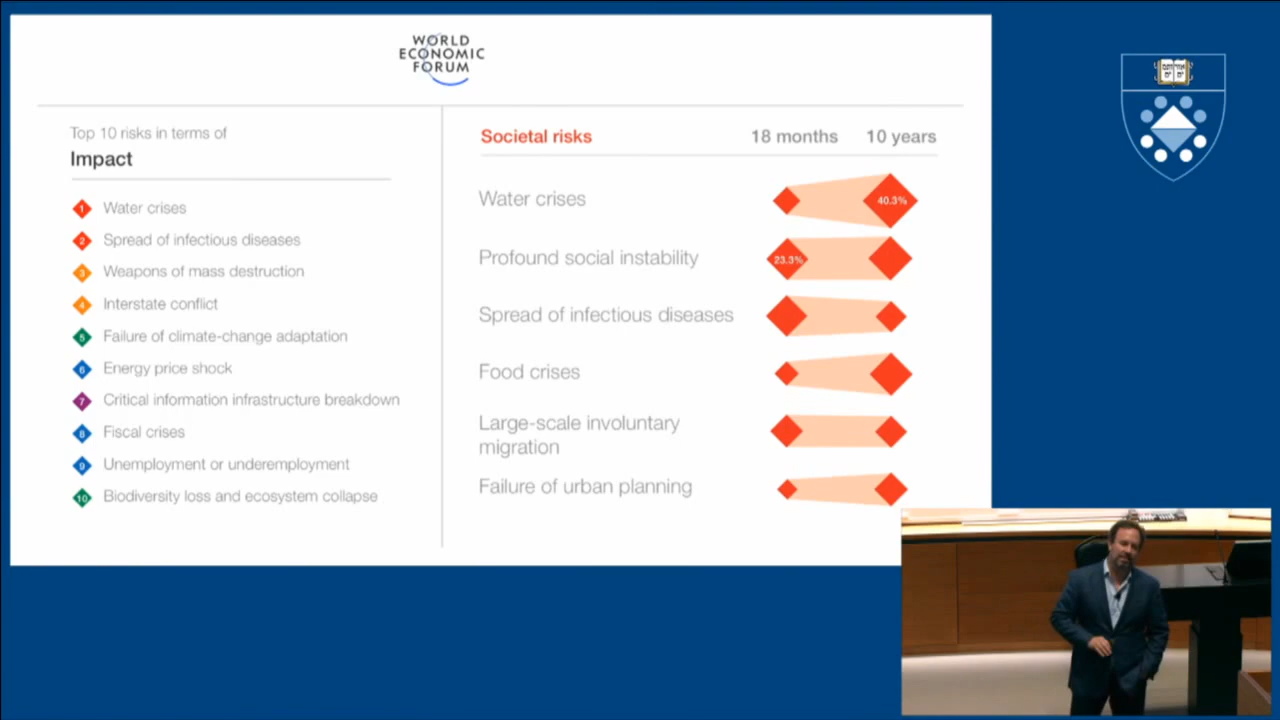 WORLD
ECONOMIC
FORUM
Top 10 risks in terms of
Impact
1 Water crises
2 Spread of infectious diseases
3 Weapons of mass destruction
4 Interstate conflict
5 Failure of climate-change adaptation
6 Energy price shock
7 Critical information infrastructure breakdown
8 Fiscal crises
9 Unemployment or underemployment
10 Biodiversity loss and ecosystem collapse
Societal risks 18 months 10 years
Water crises 40.3%
Profound social instability 23.3%
Spread of infectious diseases
Food crises
Large-scale involuntary
migration
Failure of urban planning